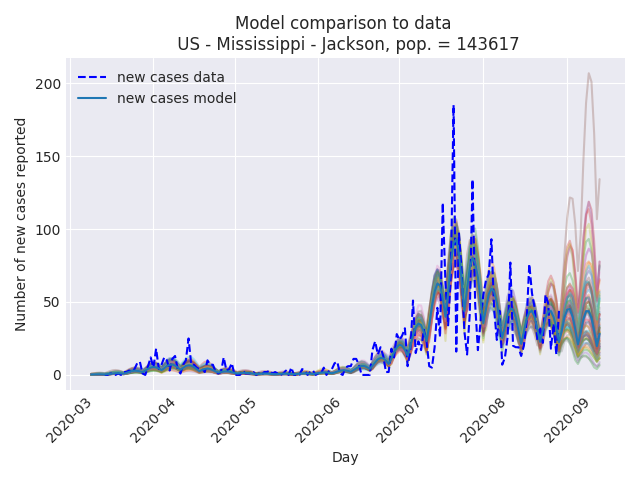 Model comparison to data
US - Mississippi - Jackson, pop. = 143617
new cases data
new cases model
Number of new cases reported
200
150
100
50
0
2020-03
2020-04
2020-05
2020-06
2020-07
2020-08
2020-09
Day